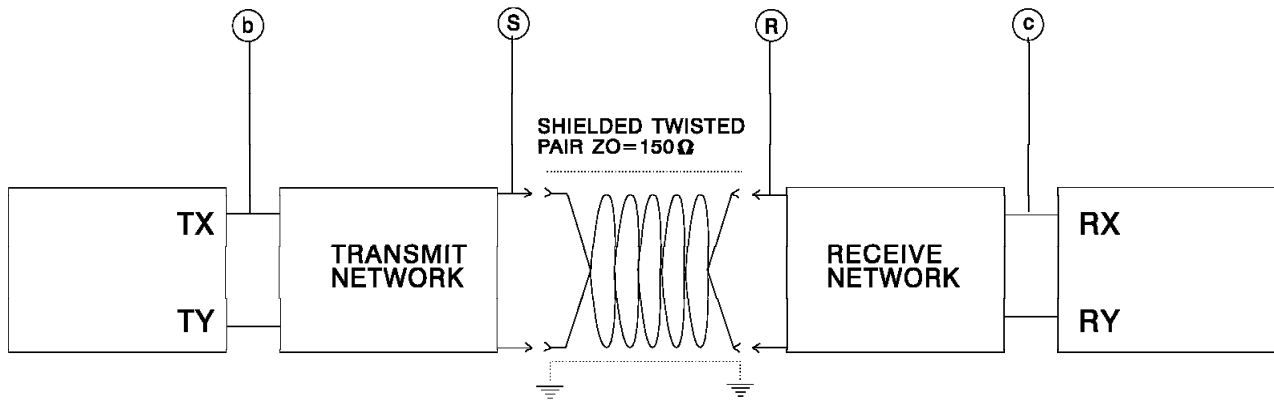 b
S
R
c
SHIELDED TWISTED
PAIR ZO=150Ω
TX
TY
TRANSMIT
NETWORK
RECEIVE
NETWORK
RX
RY